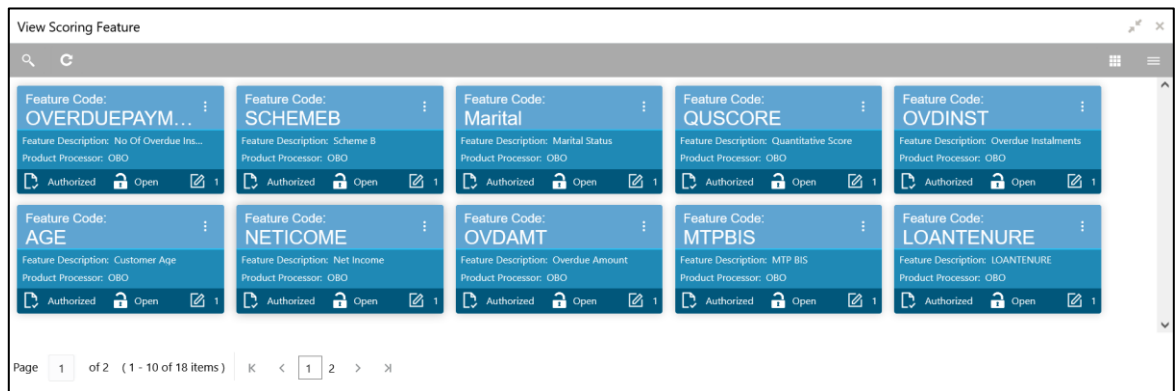 View Scoring Feature
Feature Code:
OVERDUEPAYM...
Feature Description: No Of Overdue Ins...
Product Processor: OBO
Authorized Open 1
Feature Code:
SCHEMEB
Feature Description: Scheme B
Product Processor: OBO
Authorized Open 1
Feature Code:
Marital
Feature Description: Marital Status
Product Processor: OBO
Authorized Open 1
Feature Code:
QUSCORE
Feature Description: Quantitative Score
Product Processor: OBO
Authorized Open 1
Feature Code:
OVDINST
Feature Description: Overdue Instalments
Product Processor: OBO
Authorized Open 1
Feature Code:
AGE
Feature Description: Customer Age
Product Processor: OBO
Authorized Open 1
Feature Code:
NETICOME
Feature Description: Net Income
Product Processor: OBO
Authorized Open 1
Feature Code:
OVDAMT
Feature Description: Overdue Amount
Product Processor: OBO
Authorized Open 1
Feature Code:
MTPBIS
Feature Description: MTP BIS
Product Processor: OBO
Authorized Open 1
Feature Code:
LOANTENURE
Feature Description: LOANTENURE
Product Processor: OBO
Authorized Open 1
Page 1 of 2 (1 - 10 of 18 items) 1 2